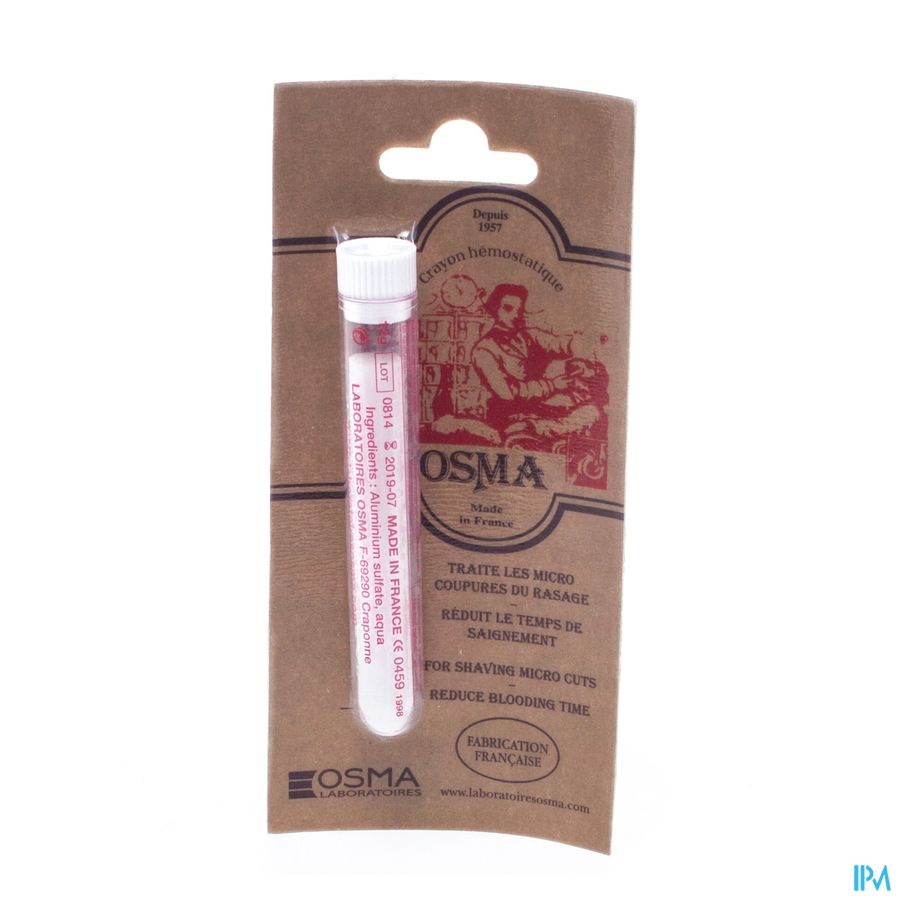 Depuis
1957
Crayon hémostatique
OSMA
Made
in France
TRAITE LES MICRO
COUPURES DU RASAGE
RÉDUIT LE TEMPS DE
SAIGNEMENT
FOR SHAVING MICRO CUTS
REDUCE BLOODING TIME
FABRICATION
FRANÇAISE
www.laboratoiresosma.com
OSMA
LABORATOIRES
12g
LOT 0814 2019-07 MADE IN FRANCE CE 0459 1998
Ingredients : Aluminium sulfate, aqua
LABORATOIRES OSMA F-69290 Craponne
IPM